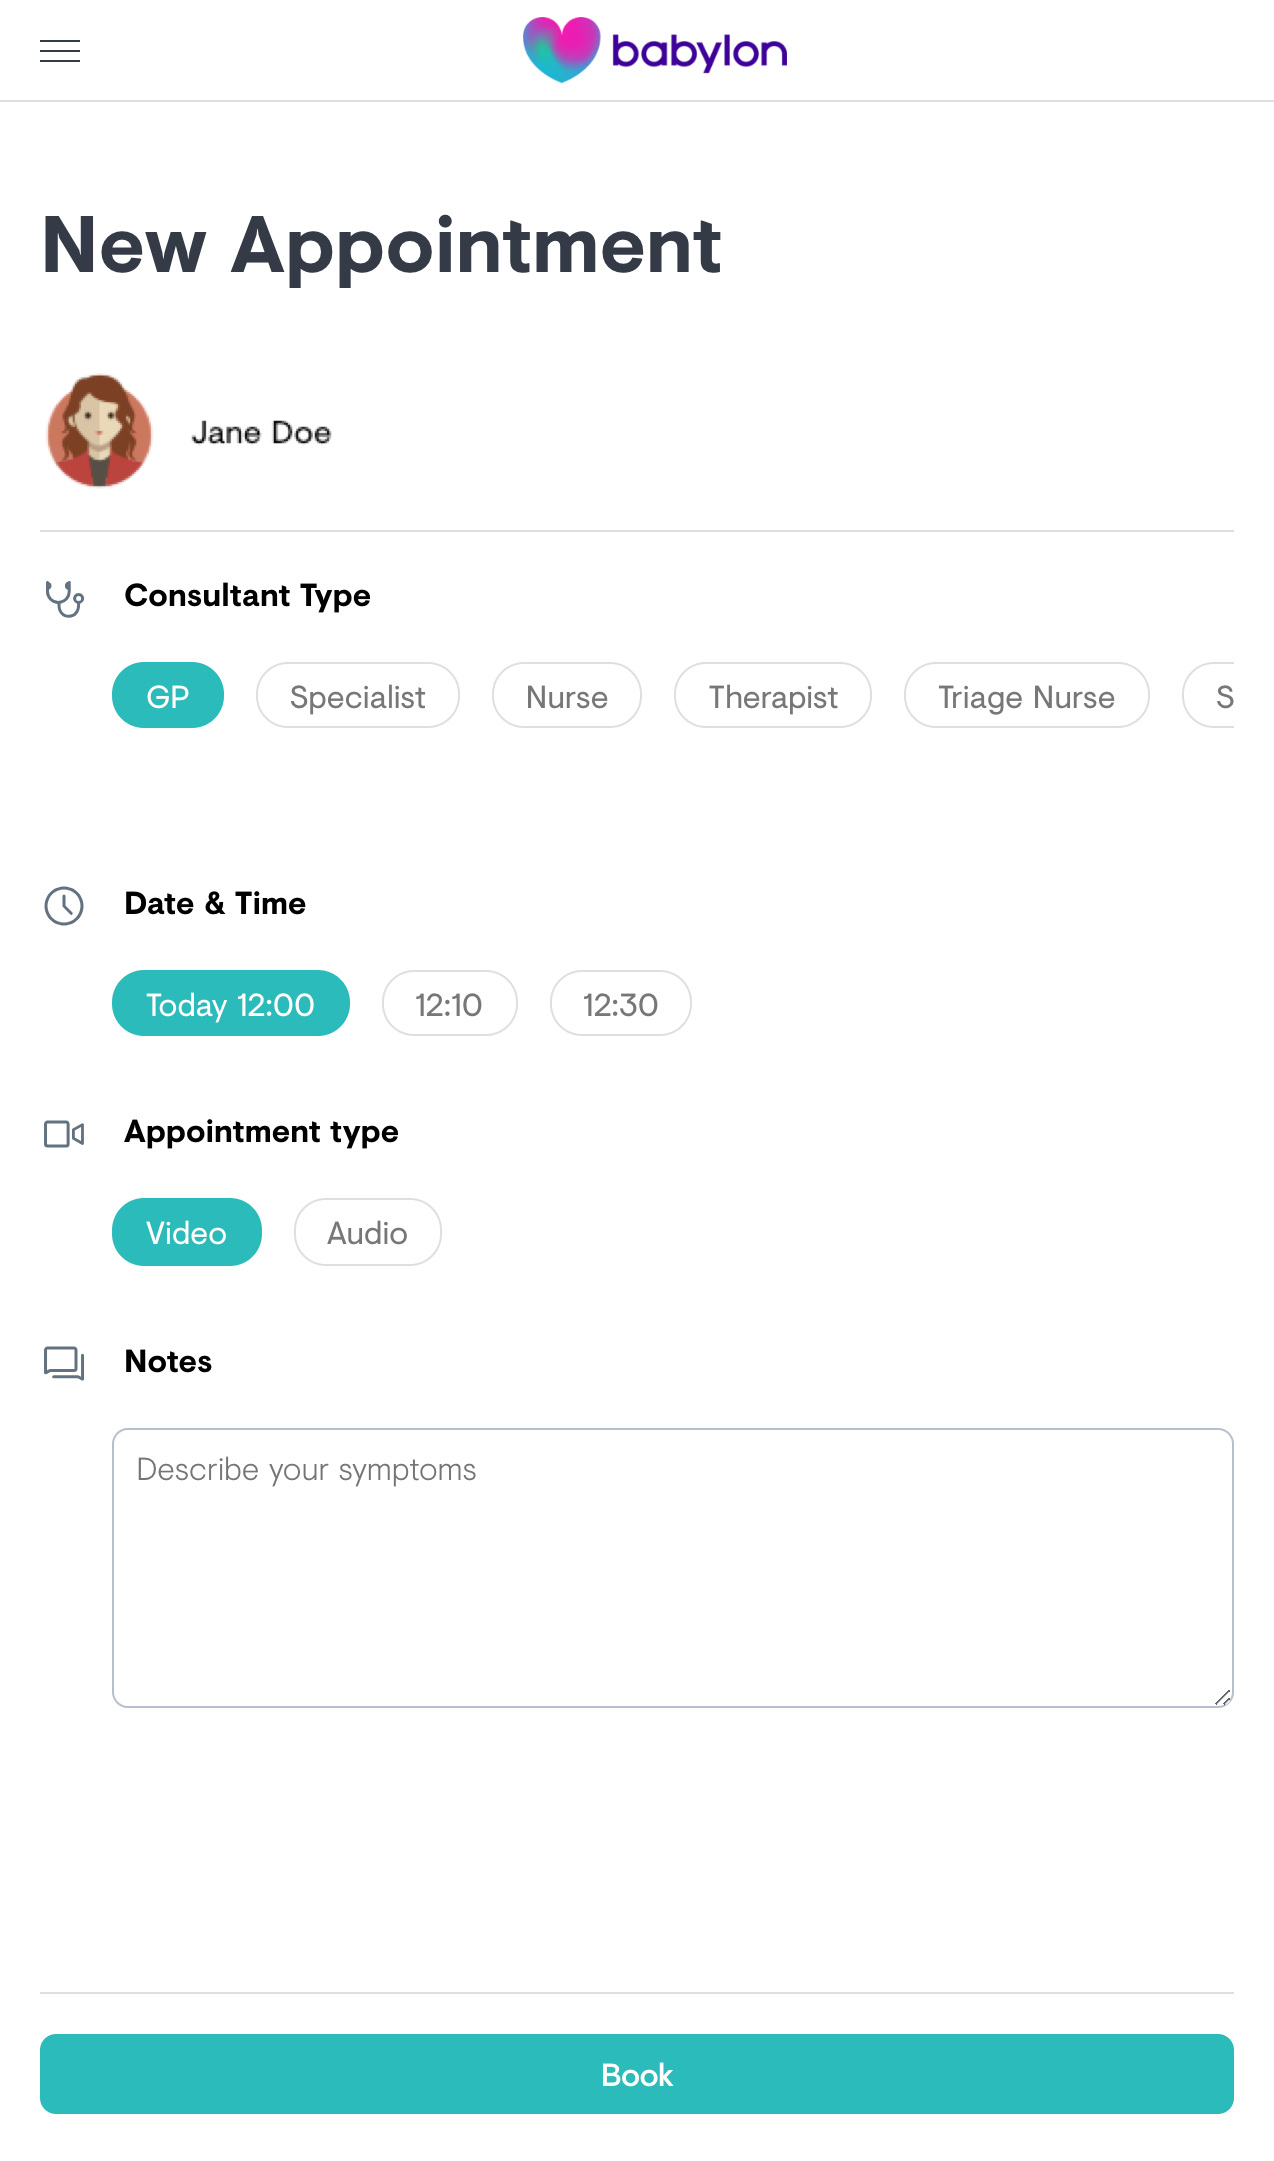 babylon
New Appointment
Jane Doe
Consultant Type
GP Specialist Nurse Therapist Triage Nurse S
Date & Time
Today 12:00 12:10 12:30
Appointment type
Video Audio
Notes
Describe your symptoms
Book